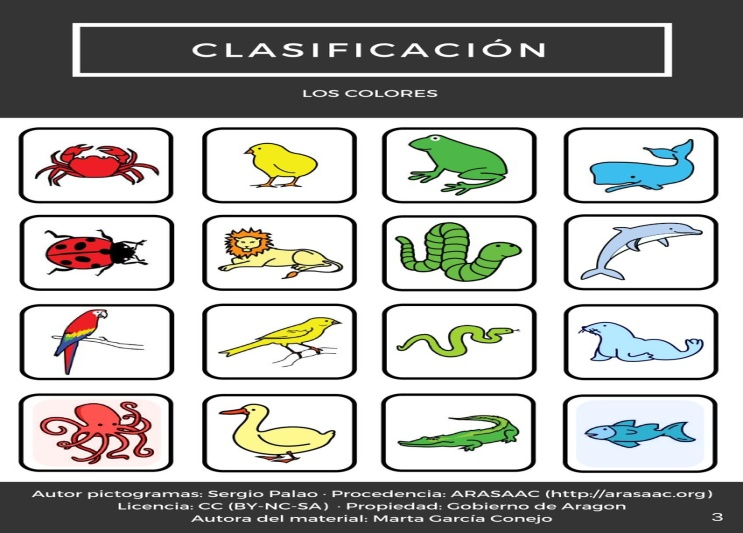 CLASIFICACIÓN
LOS COLORES
Autor pictogramas: Sergio Palao · Procedencia: ARASAAC (http://arasaac.org)
Licencia: CC (BY-NC-SA) · Propiedad: Gobierno de Aragon
Autora del material: Marta García Conejo
3